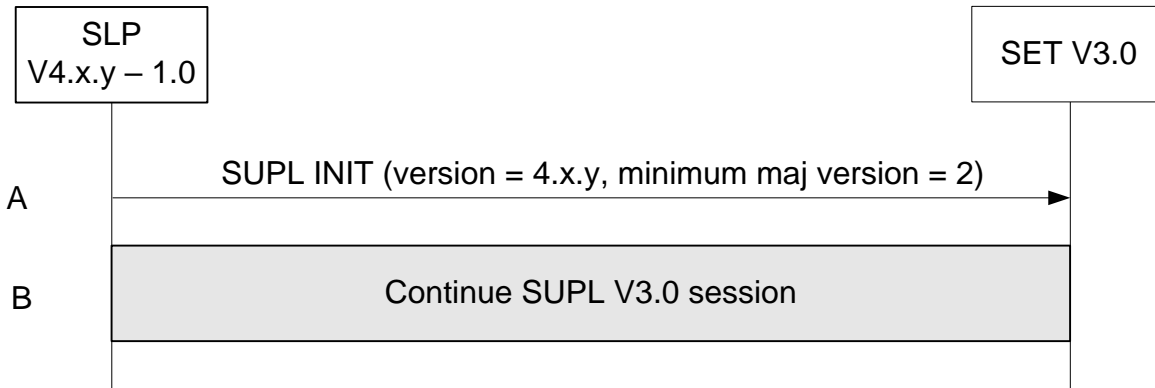 SLP
V4.x.y – 1.0
SET V3.0
SUPL INIT (version = 4.x.y, minimum maj version = 2)
A
Continue SUPL V3.0 session
B